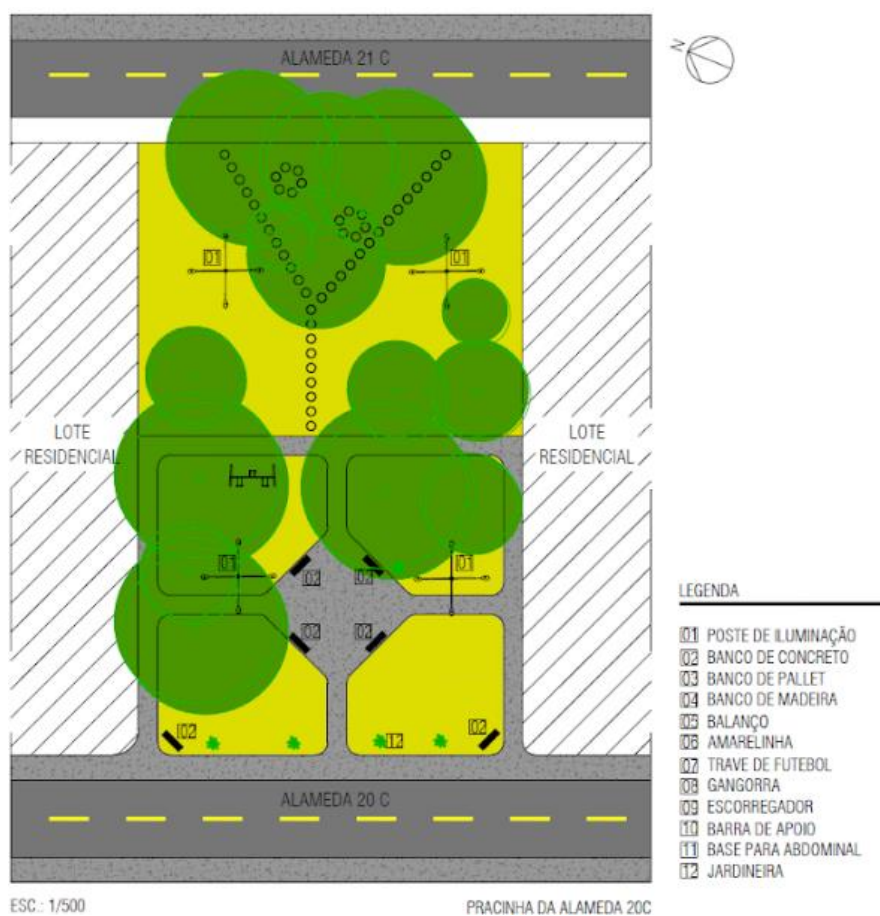 ALAMEDA 21 C
N
01
01
LOTE
RESIDENCIAL
LOTE
RESIDENCIAL
01
02
02
01
02
02
02
12
02
ALAMEDA 20 C
LEGENDA
01 POSTE DE ILUMINAÇÃO
02 BANCO DE CONCRETO
03 BANCO DE PALLET
04 BANCO DE MADEIRA
05 BALANÇO
06 AMARELINHA
07 TRAVE DE FUTEBOL
08 GANGORRA
09 ESCORREGADOR
10 BARRA DE APOIO
11 BASE PARA ABDOMINAL
12 JARDINEIRA
ESC.: 1/500
PRACINHA DA ALAMEDA 20C